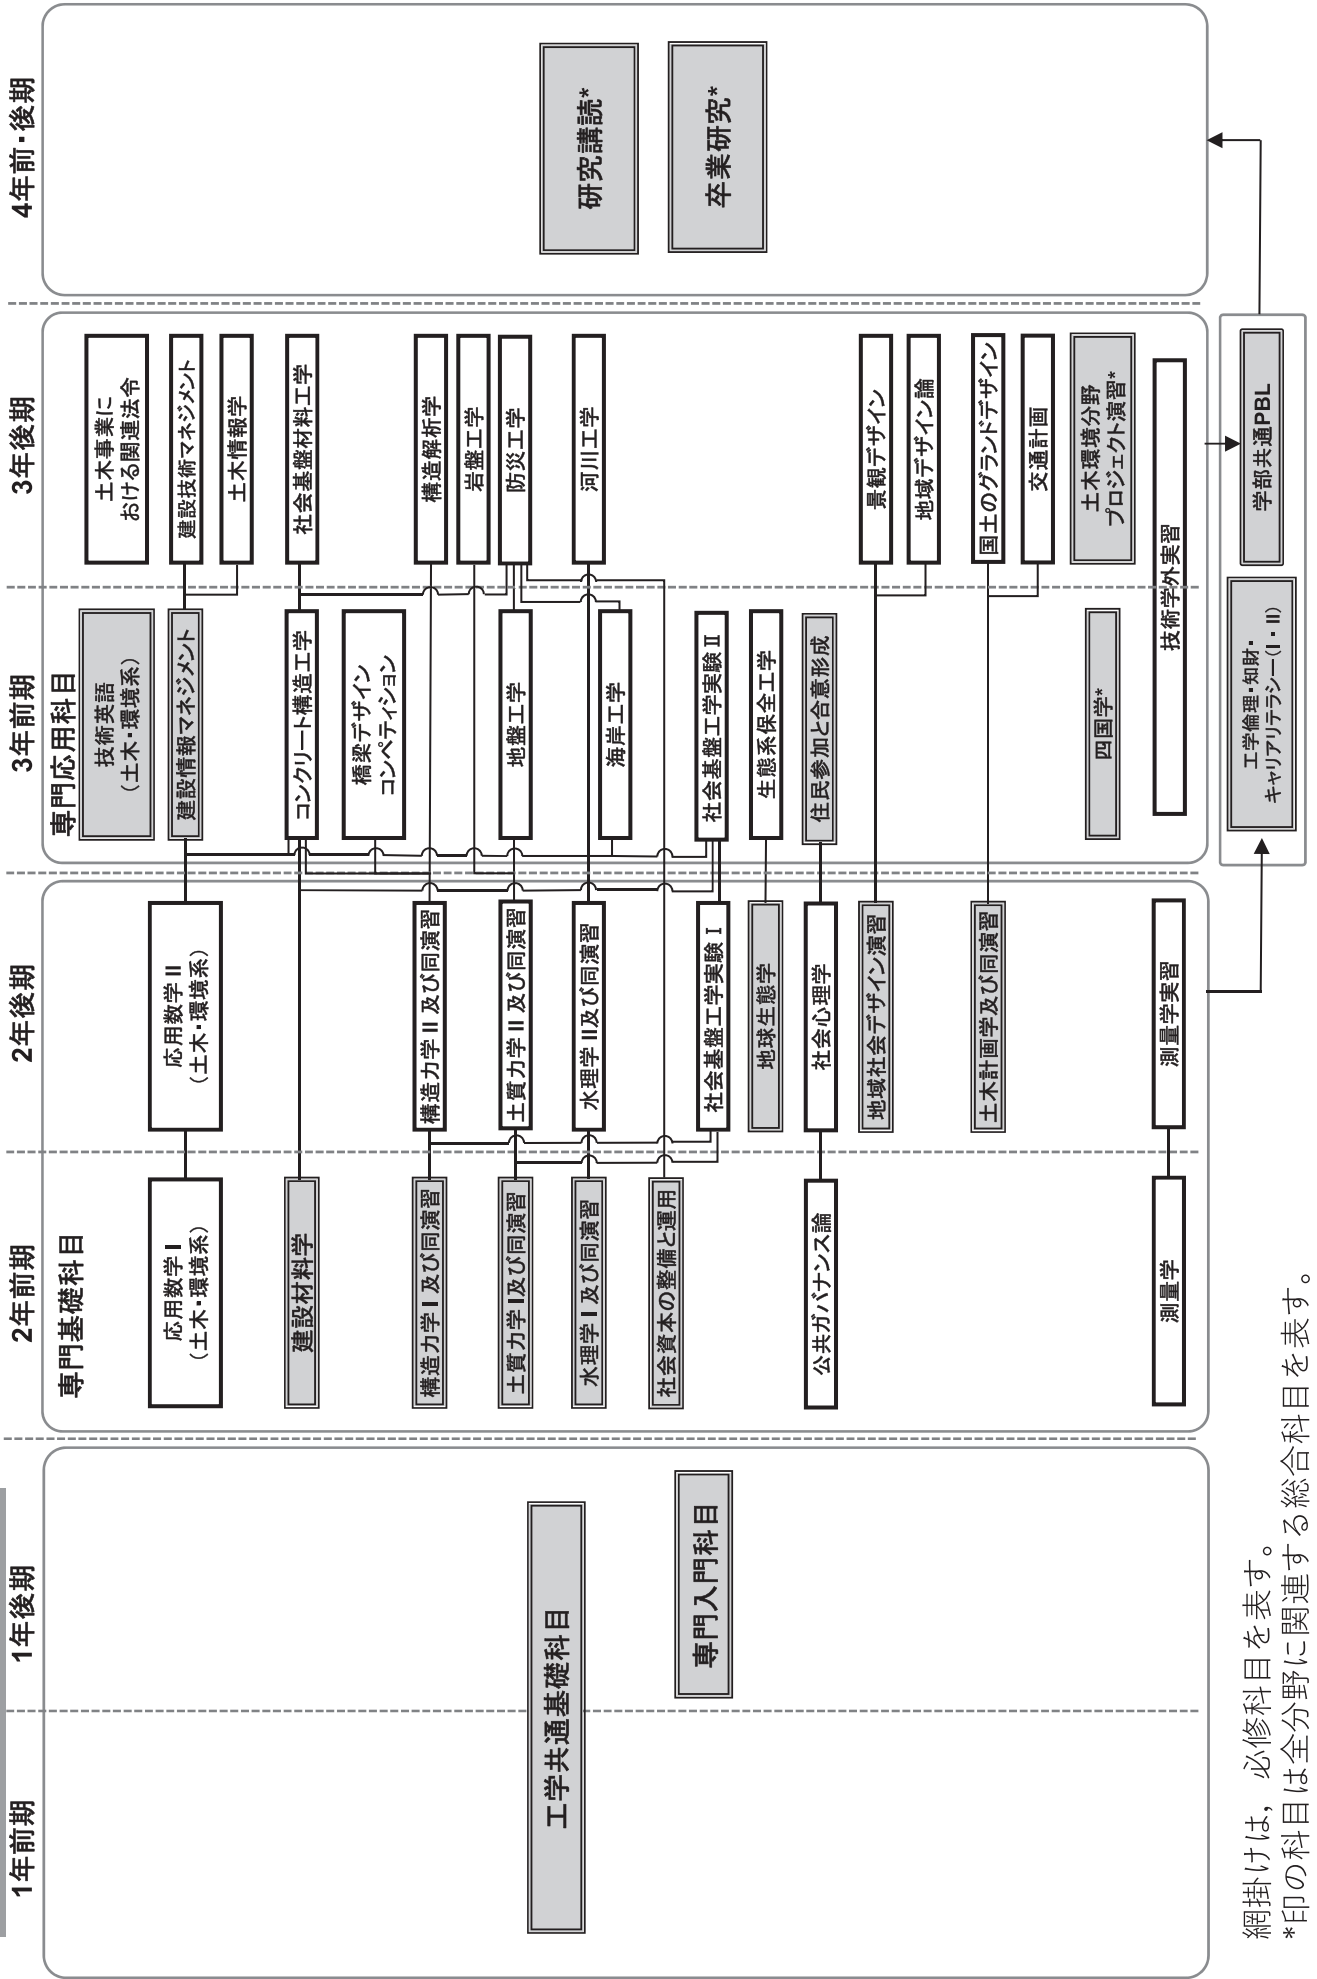 1年前期
1年後期
2年前期
2年後期
3年前期
3年後期
4年前・後期
工学共通基礎科目
専門入門科目
専門基礎科目
応用数学Ⅰ
（土木・環境系）
建設材料学
構造力学Ⅰ及び同演習
土質力学Ⅰ及び同演習
水理学Ⅰ及び同演習
社会資本の整備と運用
公共ガバナンス論
測量学
応用数学Ⅱ
（土木・環境系）
構造力学Ⅱ及び同演習
土質力学Ⅱ及び同演習
水理学Ⅱ及び同演習
社会基盤工学実験Ⅰ
地球生態学
社会心理学
地域社会デザイン演習
土木計画学及び同演習
測量学実習
専門応用科目
技術英語
（土木・環境系）
建設情報マネジメント
コンクリート構造工学
橋梁デザイン
コンペティション
地盤工学
海岸工学
社会基盤工学実験Ⅱ
生態系保全工学
住民参加と合意形成
四国学*
技術学外実習
土木事業に
おける関連法令
建設技術マネジメント
土木情報学
社会基盤材料工学
構造解析学
岩盤工学
防災工学
河川工学
景観デザイン
地域デザイン論
国土のグランドデザイン
交通計画
土木環境分野
プロジェクト演習*
工学倫理・知財・
キャリアリテラシー(Ⅰ・Ⅱ)
学部共通PBL
研究講読*
卒業研究*
網掛けは，必修科目を表す。
*印の科目は全分野に関連する総合科目を表す。